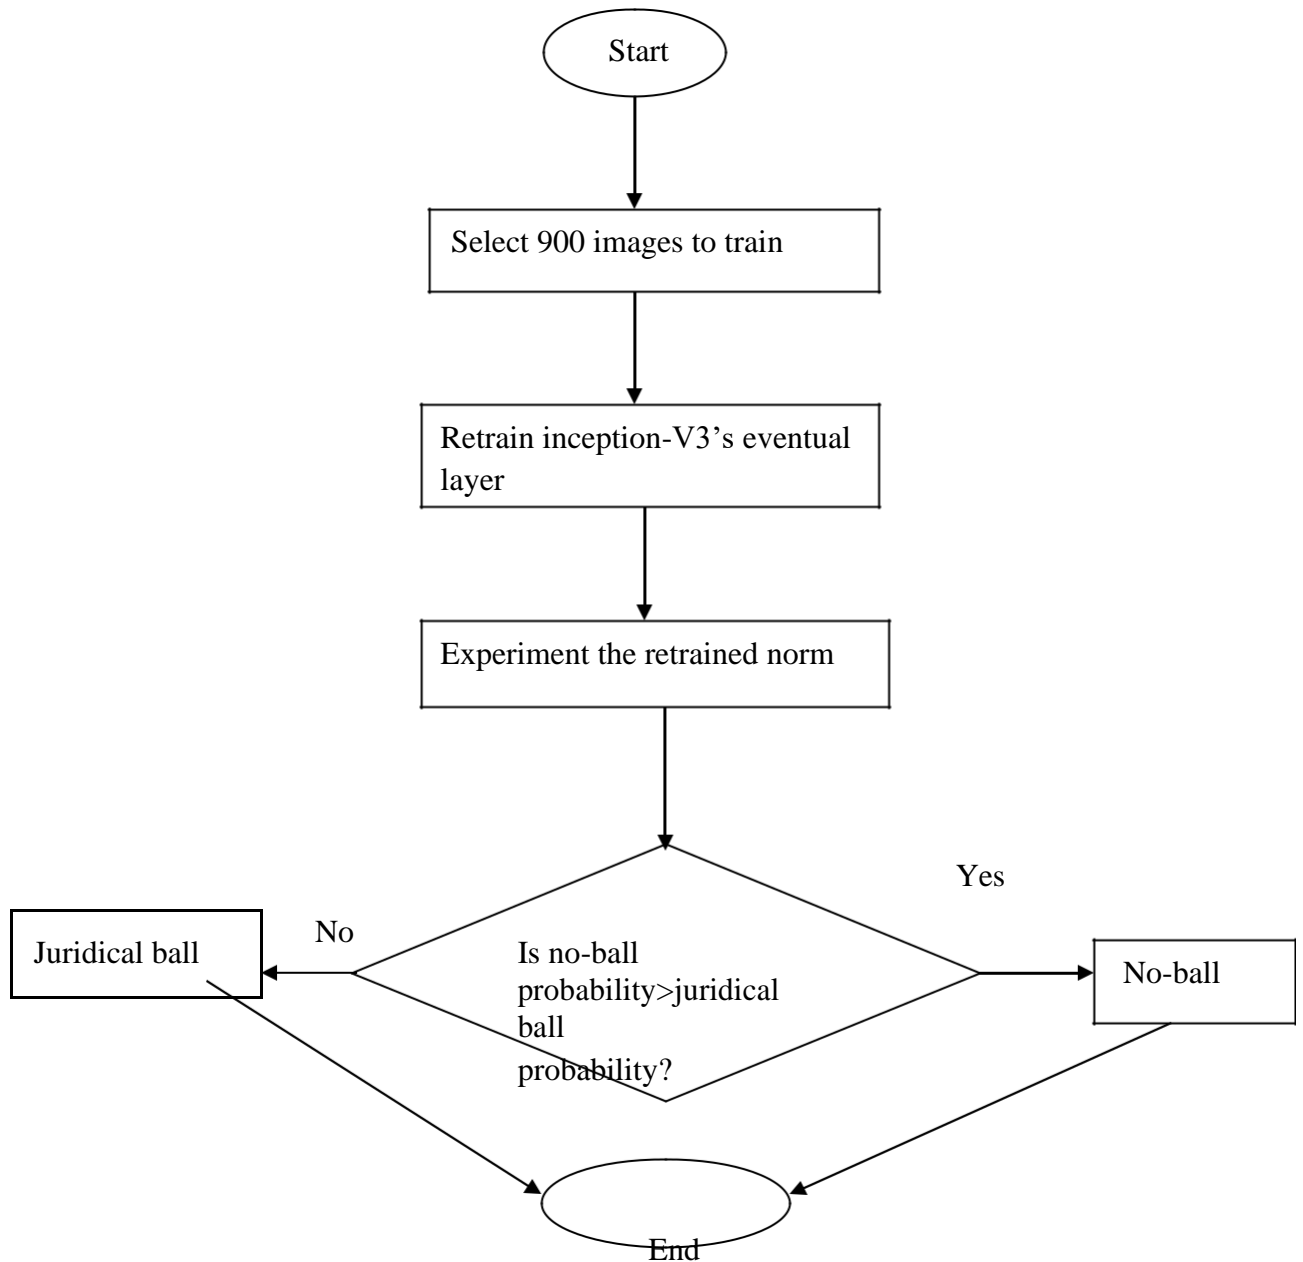 Start
Select 900 images to train
Retrain inception-V3’s eventual
layer
Experiment the retrained norm
Yes
No
Juridical ball
Is no-ball
probability>juridical
ball
probability?
No-ball
End